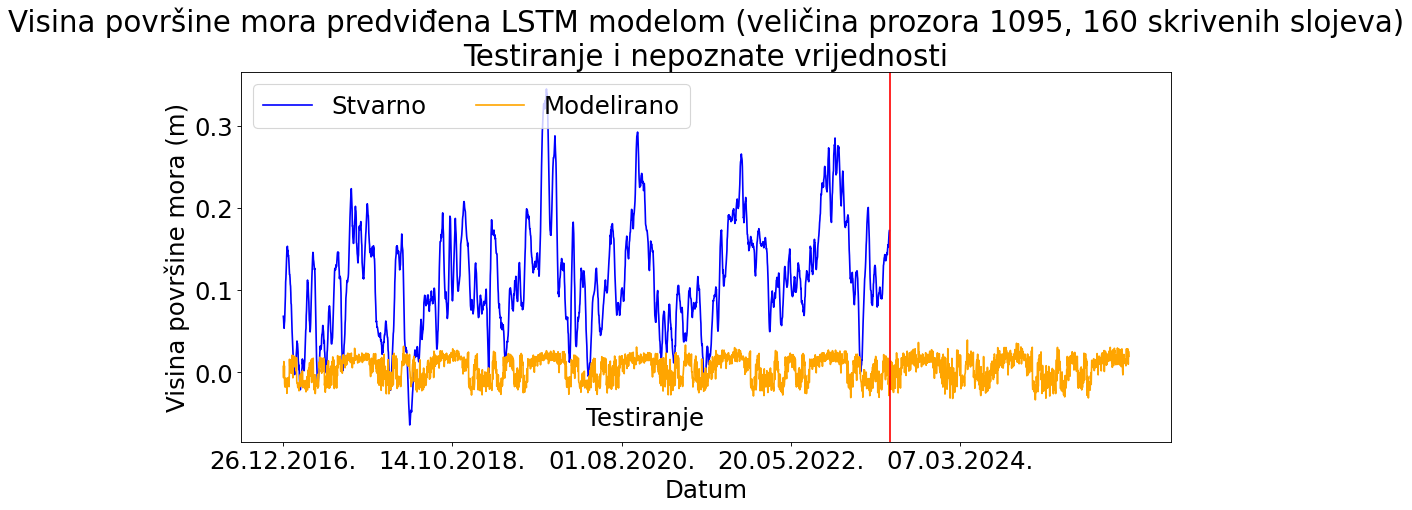 Visina površine mora predviđena LSTM modelom (veličina prozora 1095, 160 skrivenih slojeva)
Testiranje i nepoznate vrijednosti
Stvarno
Modelirano
Visina površine mora (m)
0.3
0.2
0.1
0.0
Testiranje
26.12.2016.
14.10.2018.
01.08.2020.
20.05.2022.
07.03.2024.
Datum